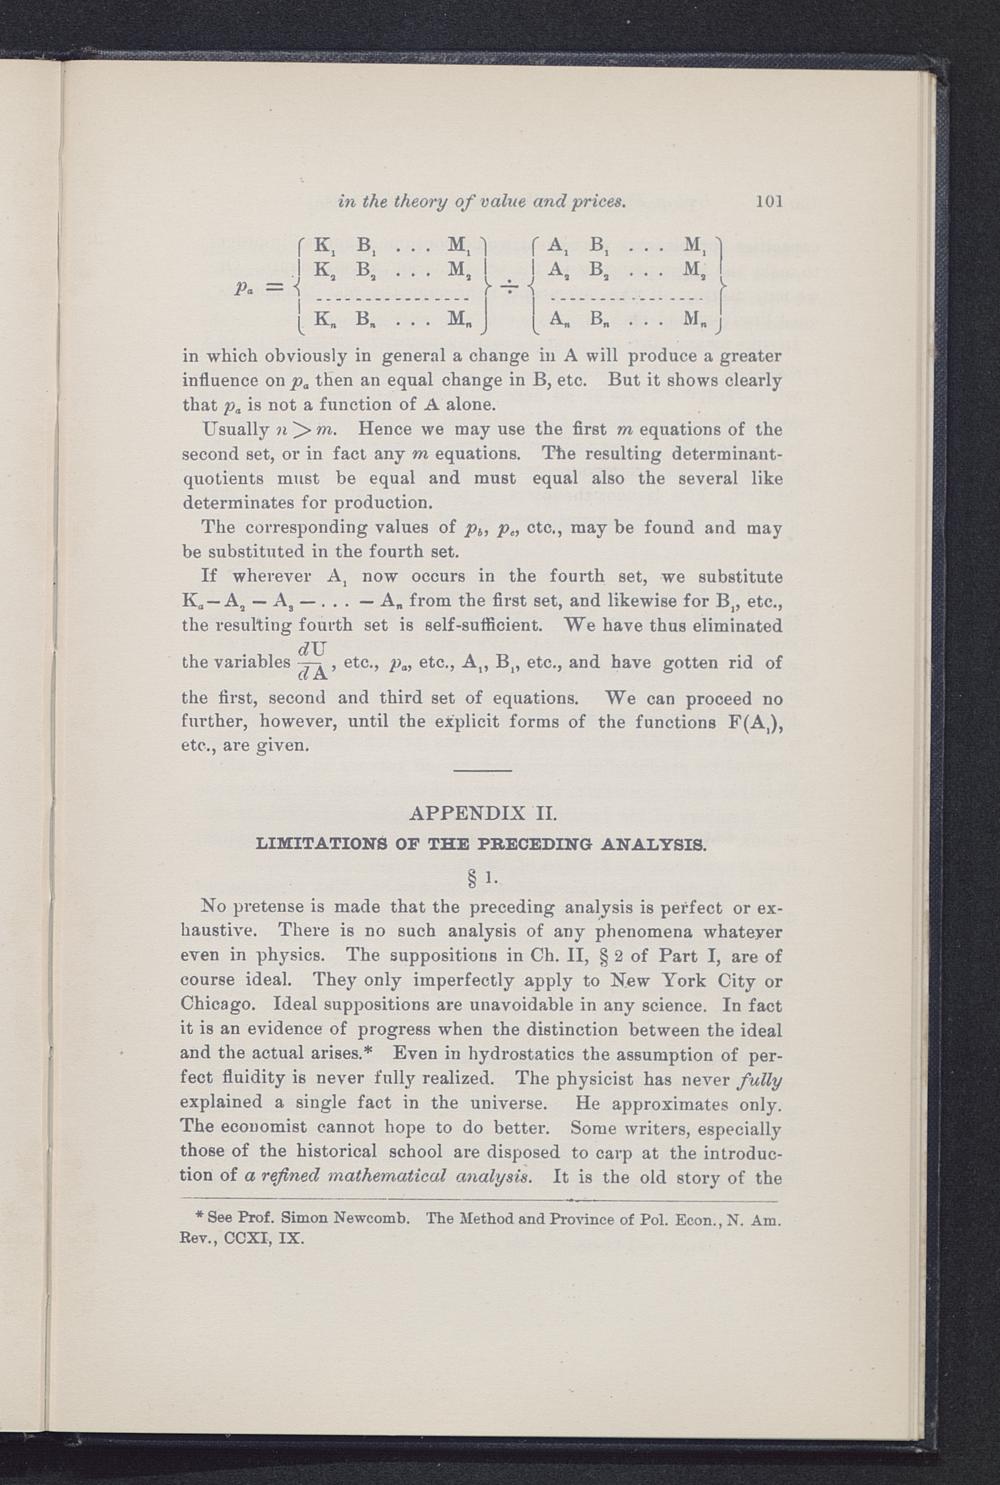 in the theory of value and prices. 101
pₐ = { K₁ B₁ . . . M₁ } ÷ { A₁ B₁ . . . M₁ }
K₂ B₂ . . . M₂ A₂ B₂ . . . M₂
- - - - - - - - - - - - - - - - - - - - - - - - - - - -
Kₙ Bₙ . . . Mₙ Aₙ Bₙ . . . Mₙ
in which obviously in general a change in A will produce a greater
influence on pₐ then an equal change in B, etc. But it shows clearly
that pₐ is not a function of A alone.
Usually n > m. Hence we may use the first m equations of the
second set, or in fact any m equations. The resulting determinant-
quotients must be equal and must equal also the several like
determinates for production.
The corresponding values of p_b, p_c, etc., may be found and may
be substituted in the fourth set.
If wherever A₁ now occurs in the fourth set, we substitute
Kₐ — A₂ — A₃ — . . . — Aₙ from the first set, and likewise for B₁, etc.,
the resulting fourth set is self-sufficient. We have thus eliminated
the variables dU/dA, etc., pₐ, etc., A₁, B₁, etc., and have gotten rid of
the first, second and third set of equations. We can proceed no
further, however, until the explicit forms of the functions F(A₁),
etc., are given.
APPENDIX II.
LIMITATIONS OF THE PRECEDING ANALYSIS.
§ 1.
No pretense is made that the preceding analysis is perfect or ex-
haustive. There is no such analysis of any phenomena whatever
even in physics. The suppositions in Ch. II, § 2 of Part I, are of
course ideal. They only imperfectly apply to New York City or
Chicago. Ideal suppositions are unavoidable in any science. In fact
it is an evidence of progress when the distinction between the ideal
and the actual arises.* Even in hydrostatics the assumption of per-
fect fluidity is never fully realized. The physicist has never fully
explained a single fact in the universe. He approximates only.
The economist cannot hope to do better. Some writers, especially
those of the historical school are disposed to carp at the introduc-
tion of a refined mathematical analysis. It is the old story of the
* See Prof. Simon Newcomb. The Method and Province of Pol. Econ., N. Am.
Rev., CCXI, IX.